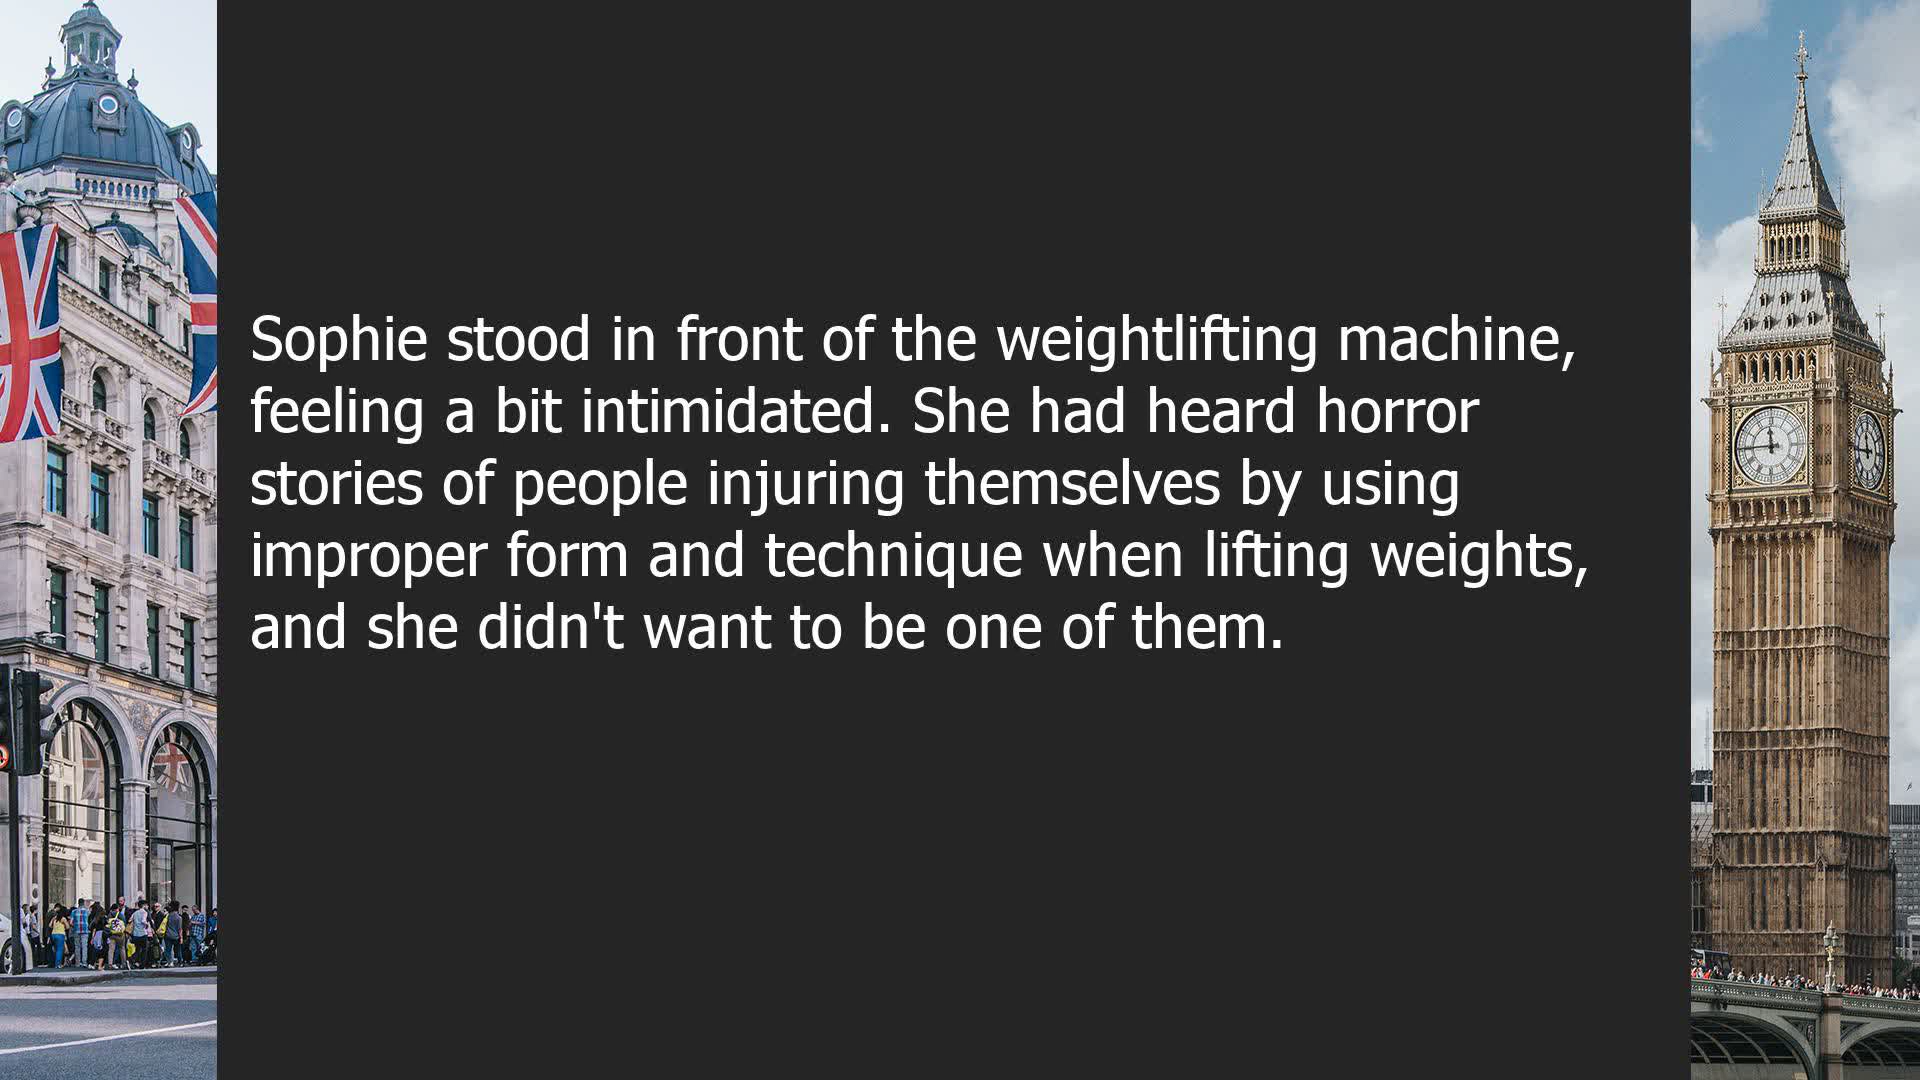 Sophie stood in front of the weightlifting machine,
feeling a bit intimidated. She had heard horror
stories of people injuring themselves by using
improper form and technique when lifting weights,
and she didn't want to be one of them.